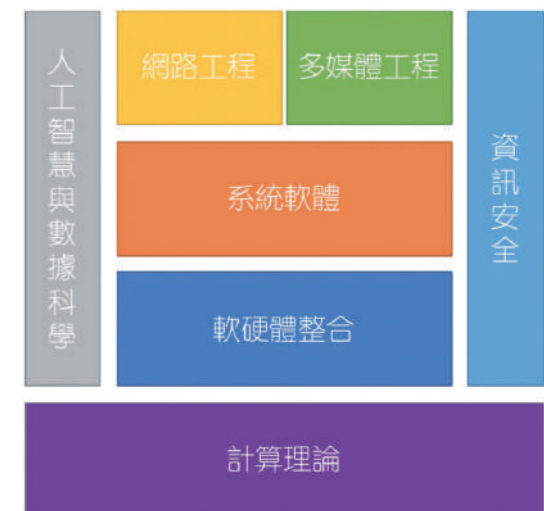 人工智慧與數據科學
網路工程
多媒體工程
資訊安全
系統軟體
軟硬體整合
計算理論